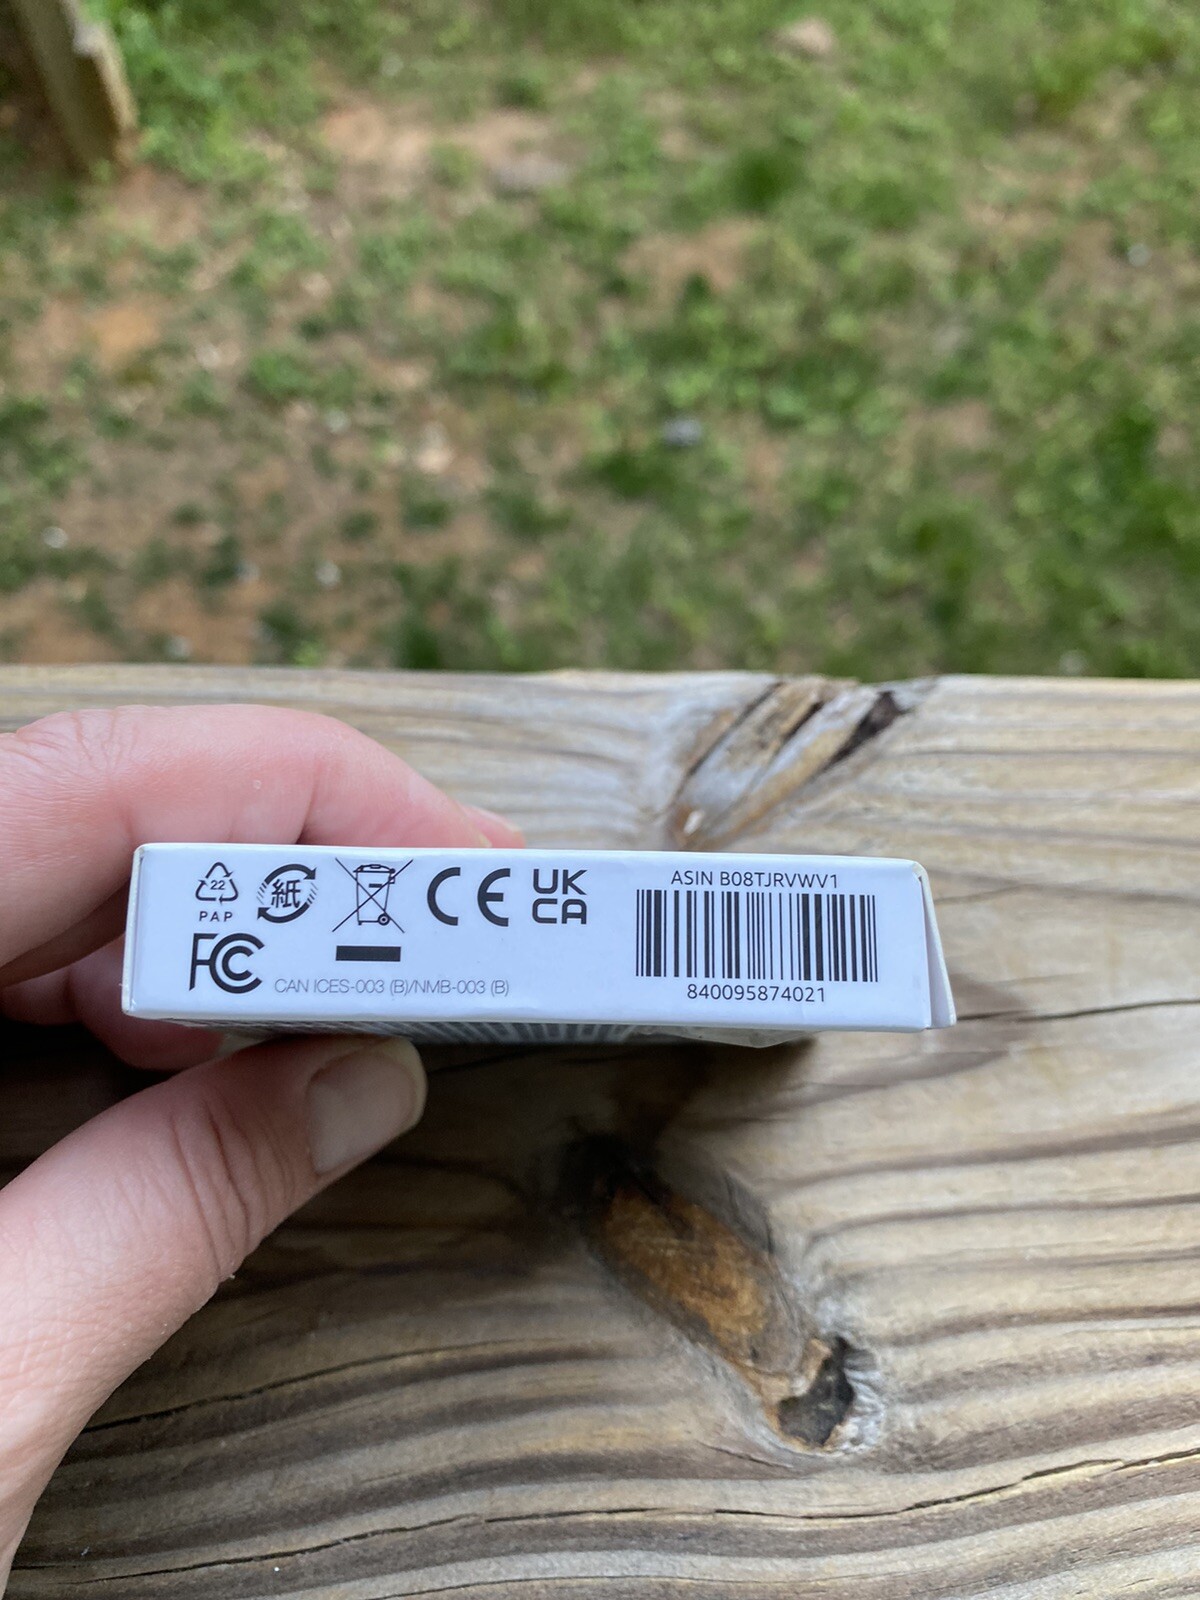 22
PAP
紙
CE
UK
CA
FC
CAN ICES-003 (B)/NMB-003 (B)
ASIN B08TJRVWV1
840095874021